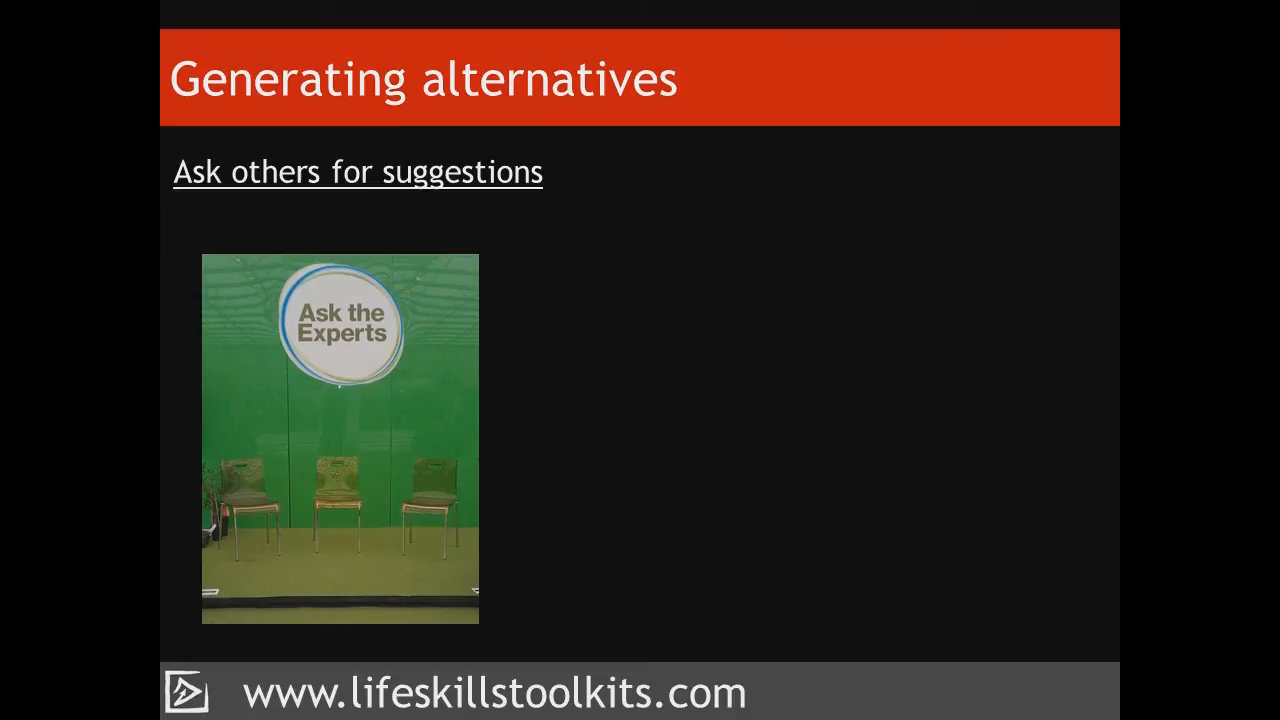 Generating alternatives
Ask others for suggestions
Ask the
Experts
www.lifeskillstoolkits.com